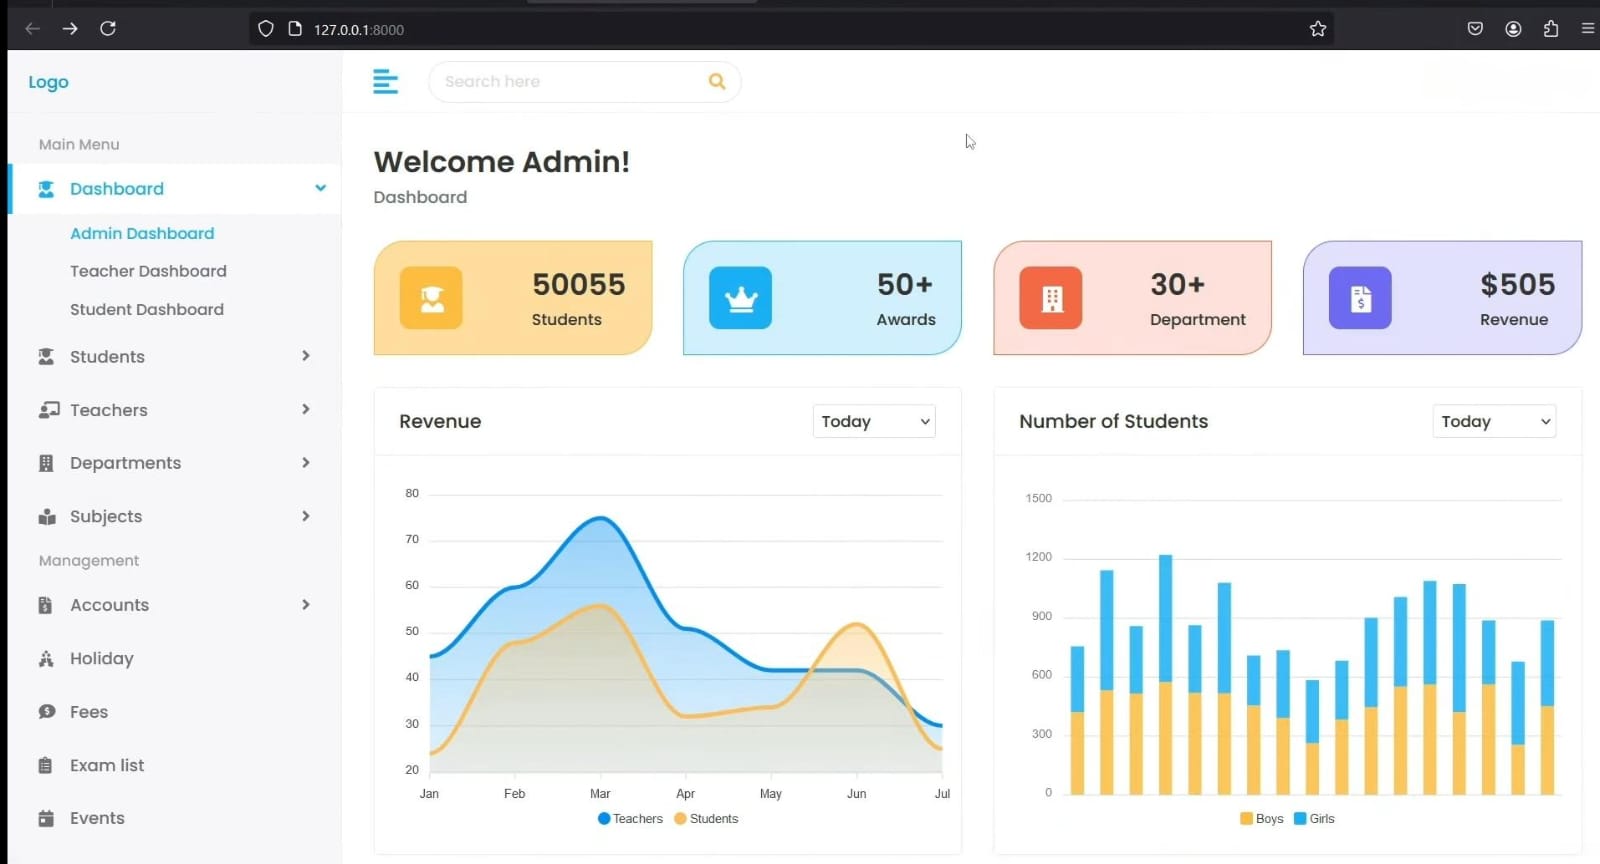 127.0.0.1:8000
Logo
Search here
Main Menu
Dashboard
Admin Dashboard
Teacher Dashboard
Student Dashboard
Students
Teachers
Departments
Subjects
Management
Accounts
Holiday
Fees
Exam list
Events
Welcome Admin!
Dashboard
50055
Students
50+
Awards
30+
Department
$505
Revenue
Revenue
Today
80
70
60
50
40
30
20
Jan Feb Mar Apr May Jun Jul
Teachers Students
Number of Students
Today
1500
1200
900
600
300
0
Boys Girls